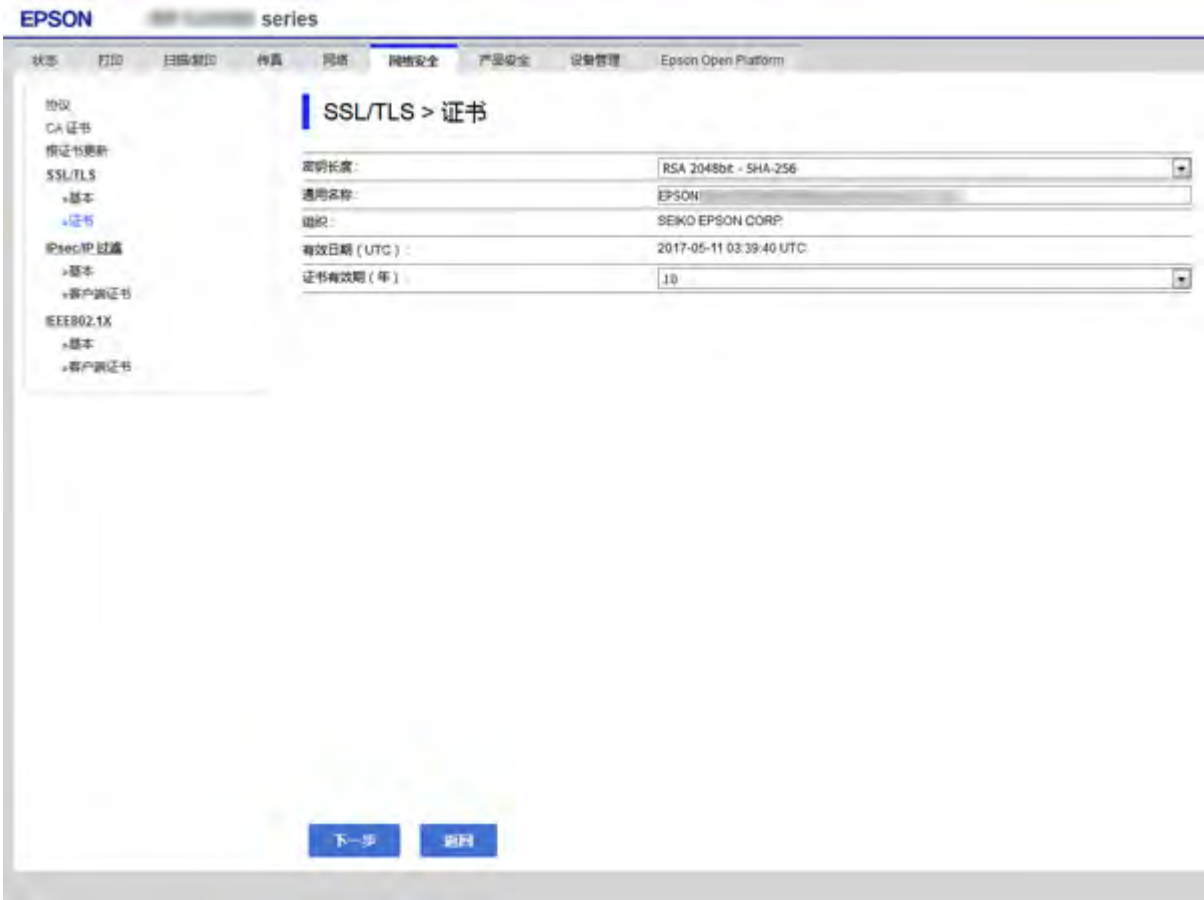 EPSON series
状态 打印 扫描/复印 传真 网络 网络安全 产品安全 设备管理 Epson Open Platform
协议
CA 证书
根证书更新
SSL/TLS
»基本
»证书
IPsec/IP 过滤
»基本
»客户端证书
IEEE802.1X
»基本
»客户端证书
SSL/TLS > 证书
密钥长度 : RSA 2048bit - SHA-256
通用名称 : EPSON
组织 : SEIKO EPSON CORP.
有效日期 ( UTC ) : 2017-05-11 03:39:40 UTC
证书有效期 ( 年 ) : 10
下一步 返回